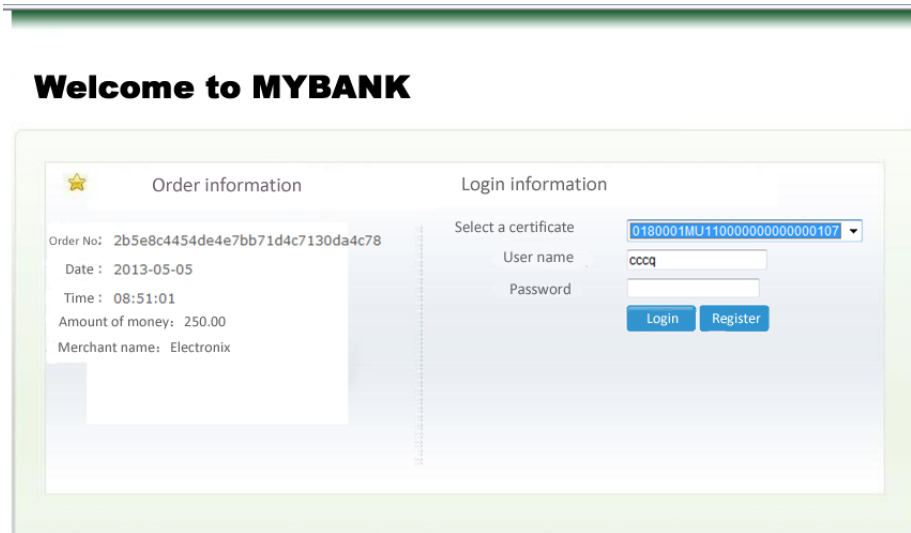 Welcome to MYBANK
Order information
Order No: 2b5e8c4454de4e7bb71d4c7130da4c78
Date : 2013-05-05
Time : 08:51:01
Amount of money: 250.00
Merchant name: Electronix
Login information
Select a certificate 0180001MU110000000000000107
User name cccq
Password
Login Register